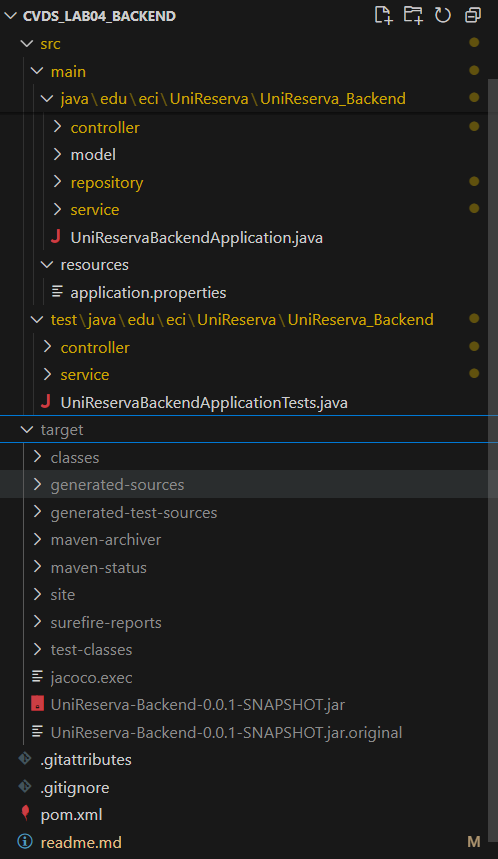 CVDS_LAB04_BACKEND
src
main
java\edu\eci\UniReserva\UniReserva_Backend
controller
model
repository
service
UniReservaBackendApplication.java
resources
application.properties
test\java\edu\eci\UniReserva\UniReserva_Backend
controller
service
UniReservaBackendApplicationTests.java
target
classes
generated-sources
generated-test-sources
maven-archiver
maven-status
site
surefire-reports
test-classes
jacoco.exec
UniReserva-Backend-0.0.1-SNAPSHOT.jar
UniReserva-Backend-0.0.1-SNAPSHOT.jar.original
.gitattributes
.gitignore
pom.xml
readme.md M